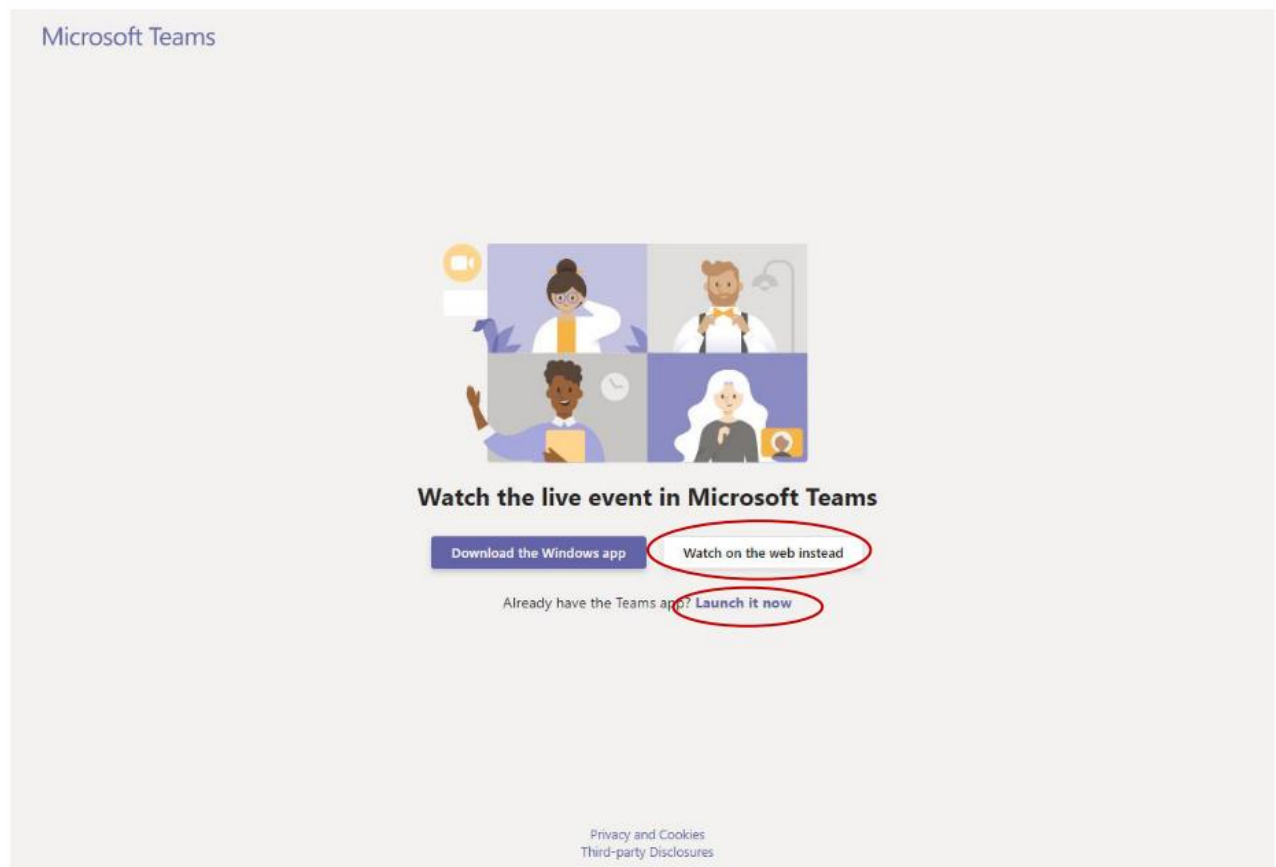 Microsoft Teams
Watch the live event in Microsoft Teams
Download the Windows app
Watch on the web instead
Already have the Teams app? Launch it now
Privacy and Cookies
Third-party Disclosures